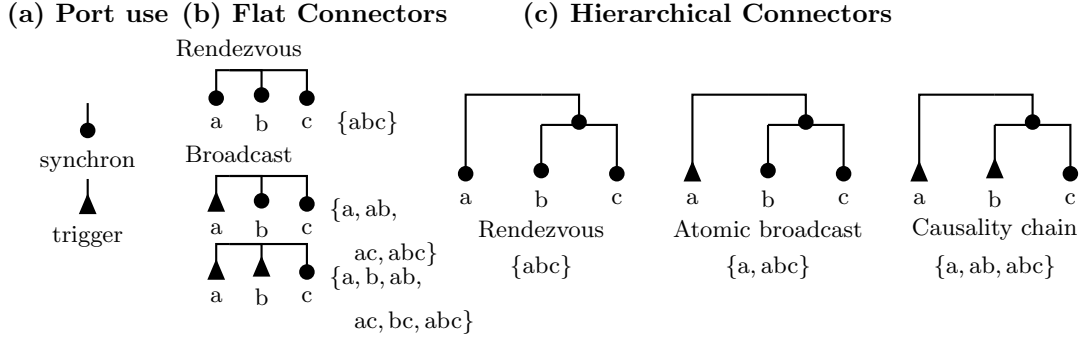 (a) Port use (b) Flat Connectors (c) Hierarchical Connectors
Rendezvous
a b c {abc}
synchron
Broadcast
a b c {a, ab,
ac, abc}
trigger
a b c {a, b, ab,
ac, bc, abc}
a b c
Rendezvous
{abc}
a b c
Atomic broadcast
{a, abc}
a b c
Causality chain
{a, ab, abc}